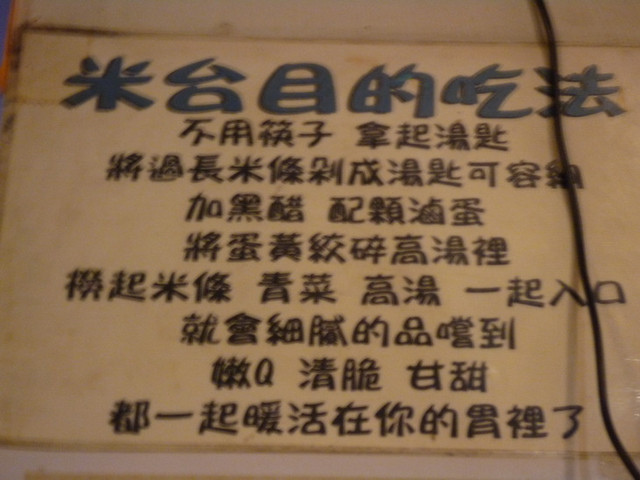 米台目的吃法
不用筷子 拿起湯匙
將過長米條剁成湯匙可容納
加黑醋 配顆滷蛋
將蛋黃絞碎高湯裡
撈起米條 青菜 高湯 一起入口
就會細膩的品嚐到
嫩Q 清脆 甘甜
都一起暖活在你的胃裡了